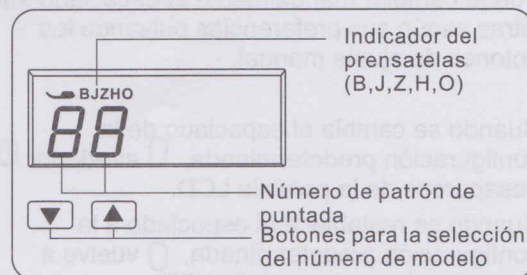 Indicador del
prensatelas
(B,J,Z,H,O)
BJZHO
88
Número de patrón de
puntada
Botones para la selección
del número de modelo